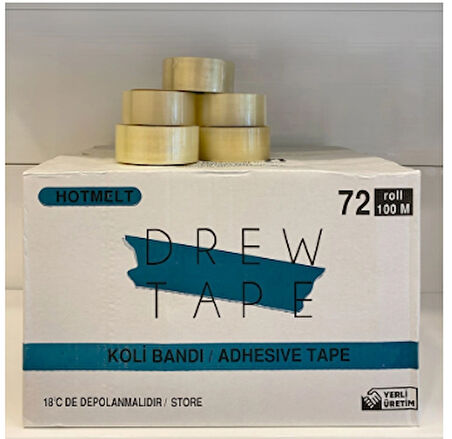 HOTMELT
72 roll
100 M
DREW
TAPE
KOLİ BANDI / ADHESIVE TAPE
18°C DE DEPOLANMALIDIR / STORE
YERLİ
ÜRETİM